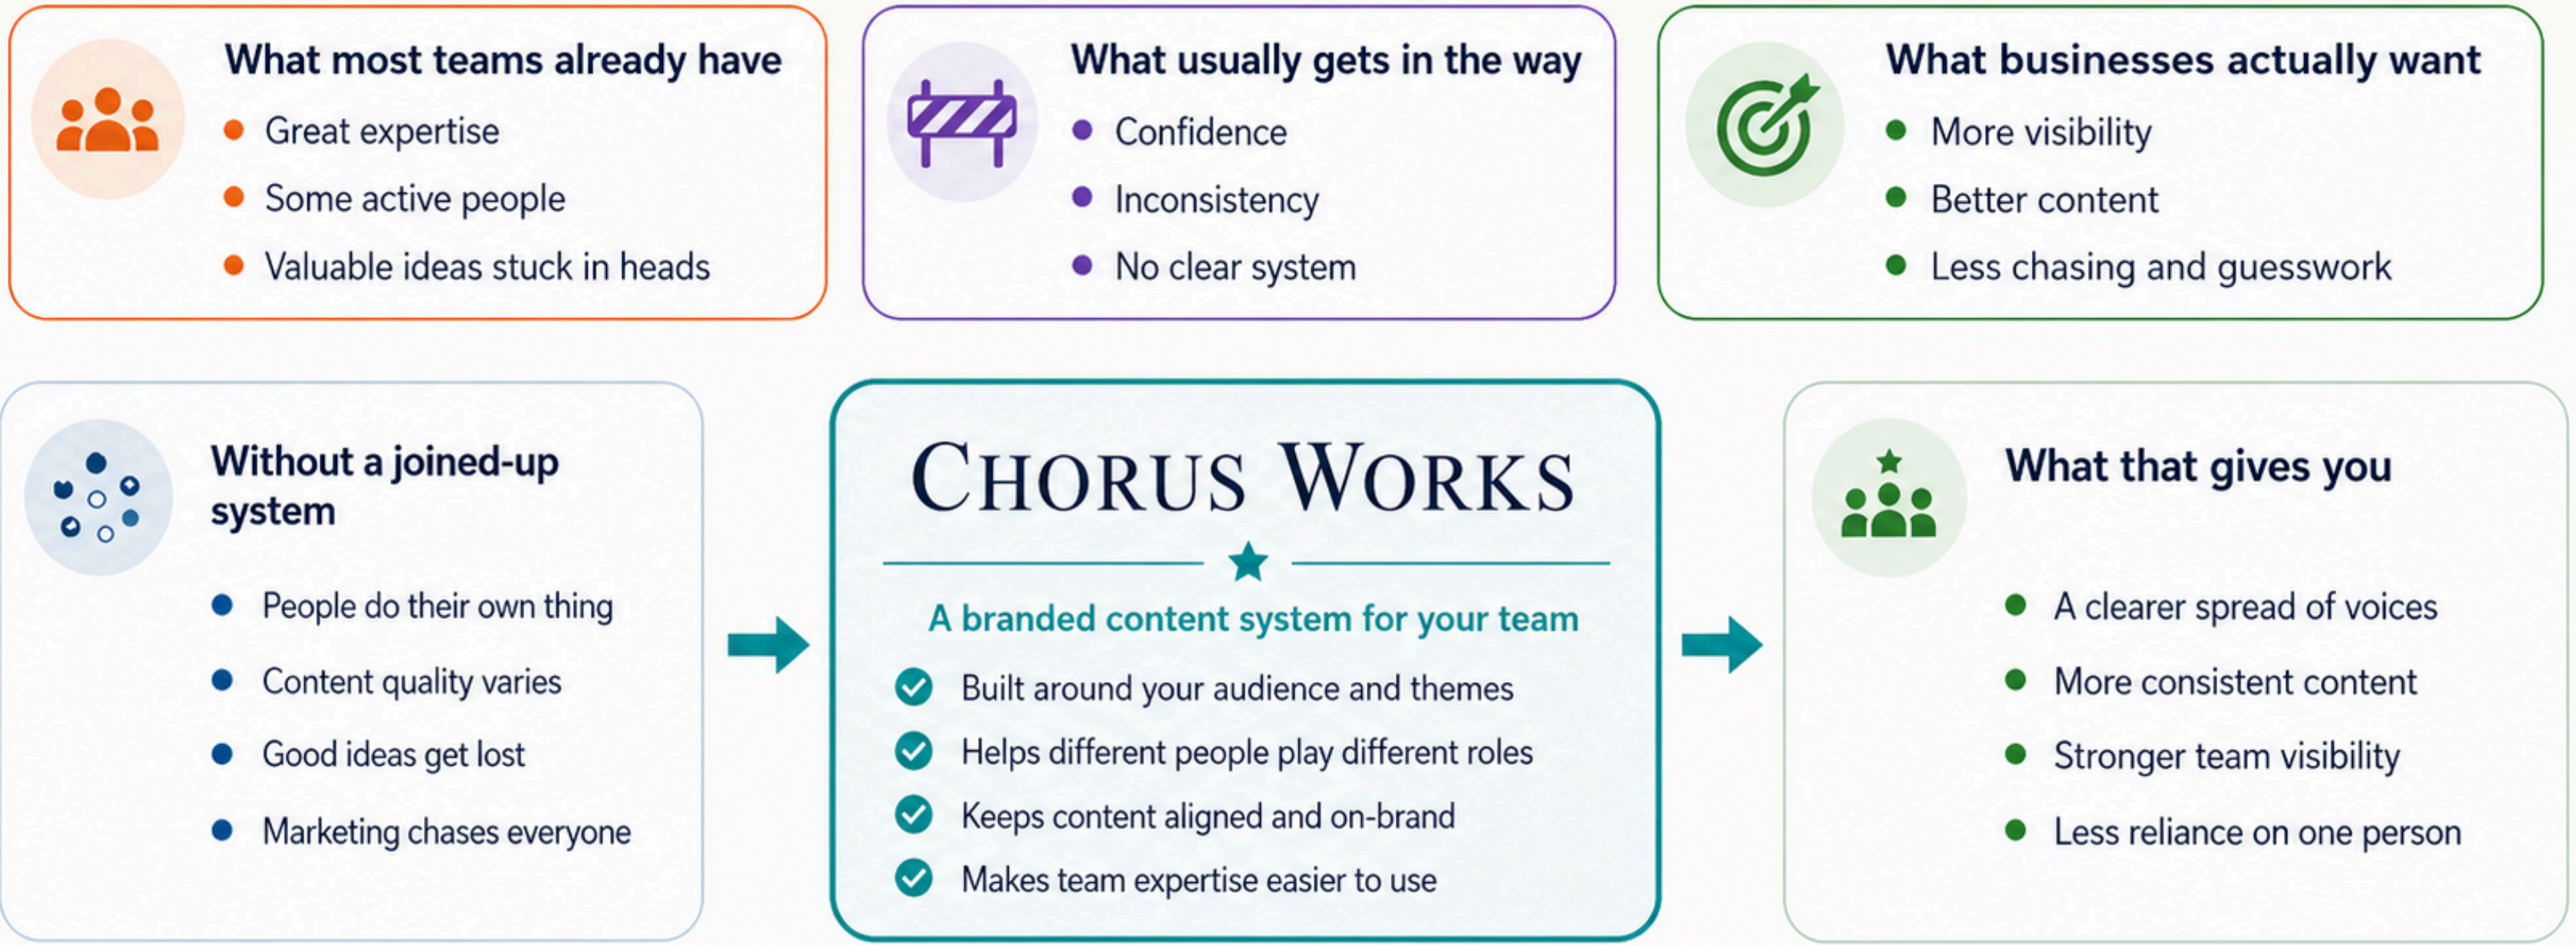 What most teams already have
Great expertise
Some active people
Valuable ideas stuck in heads
What usually gets in the way
Confidence
Inconsistency
No clear system
What businesses actually want
More visibility
Better content
Less chasing and guesswork
Without a joined-up
system
People do their own thing
Content quality varies
Good ideas get lost
Marketing chases everyone
CHORUS WORKS
A branded content system for your team
Built around your audience and themes
Helps different people play different roles
Keeps content aligned and on-brand
Makes team expertise easier to use
What that gives you
A clearer spread of voices
More consistent content
Stronger team visibility
Less reliance on one person